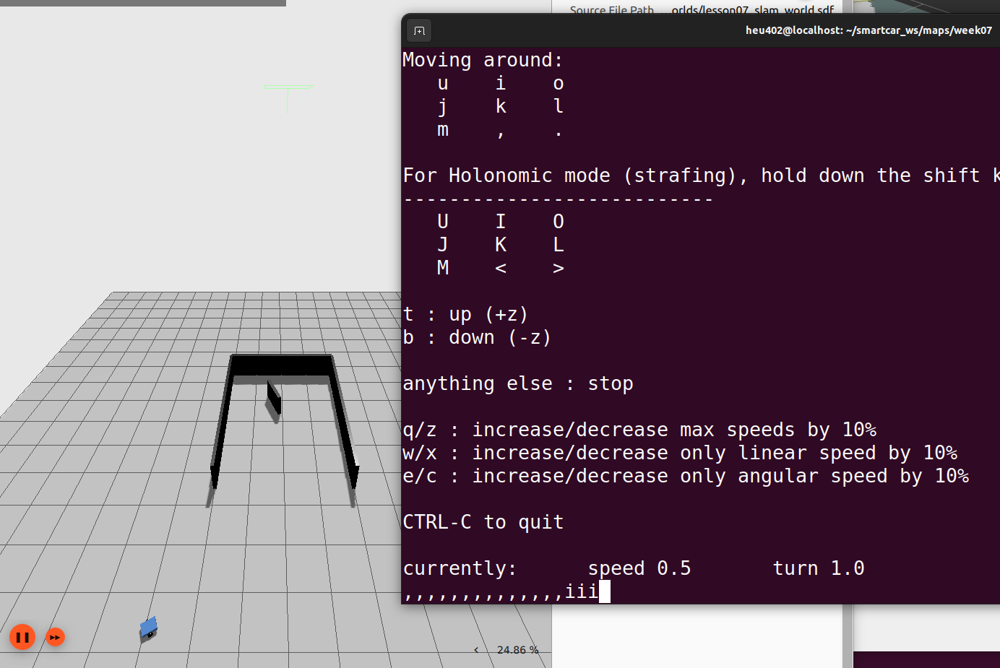 Source File Path ...orlds/lesson07_slam_world.sdf
heu402@localhost: ~/smartcar_ws/maps/week07
Moving around:
u i o
j k l
m , .
For Holonomic mode (strafing), hold down the shift k
---------------------------
U I O
J K L
M < >
t : up (+z)
b : down (-z)
anything else : stop
q/z : increase/decrease max speeds by 10%
w/x : increase/decrease only linear speed by 10%
e/c : increase/decrease only angular speed by 10%
CTRL-C to quit
currently: speed 0.5 turn 1.0
,,,,,,,,,,,,,,iii
24.86 %